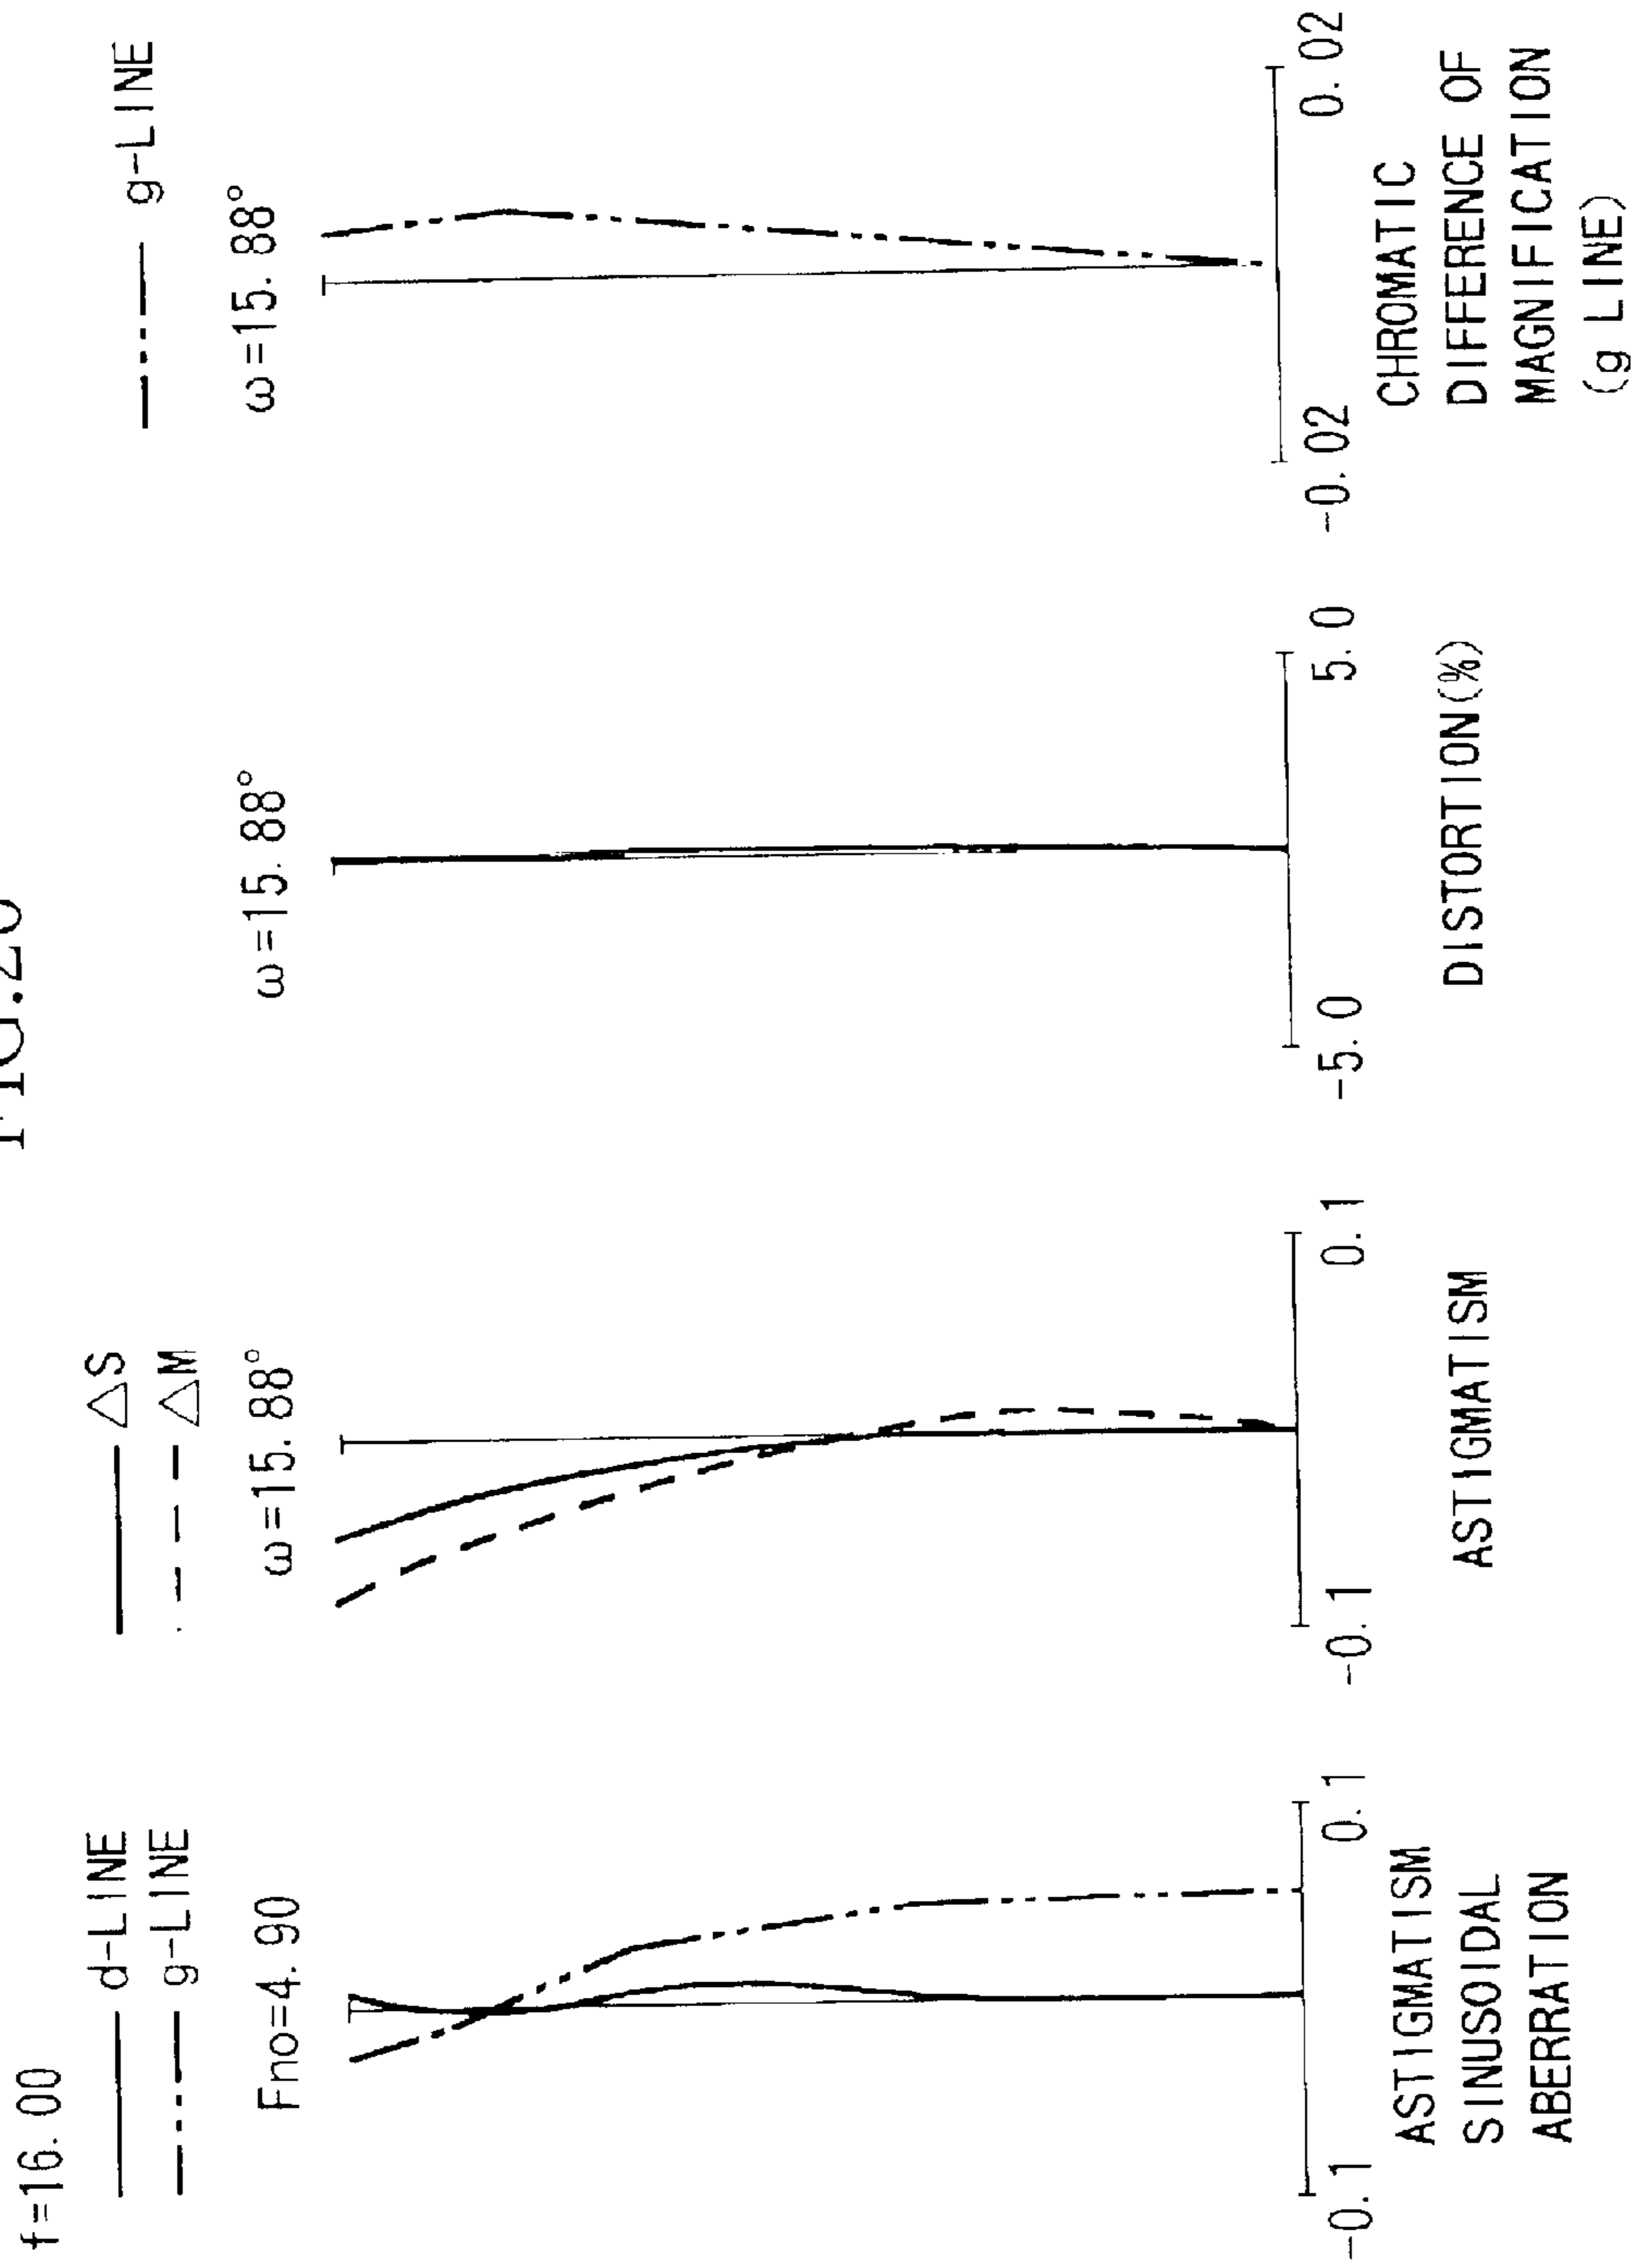 f=16.00
d-LINE
g-LINE
Fno=4.90
-0.1
0.1
ASTIGMATISM
SINUSOIDAL
ABERRATION
△S
△M
ω=15.88°
-0.1
0.1
ASTIGMATISM
ω=15.88°
-5.0
5.0
DISTORTION(%)
g-LINE
ω=15.88°
-0.02
0.02
CHROMATIC
DIFFERENCE OF
MAGNIFICATION
(g LINE)